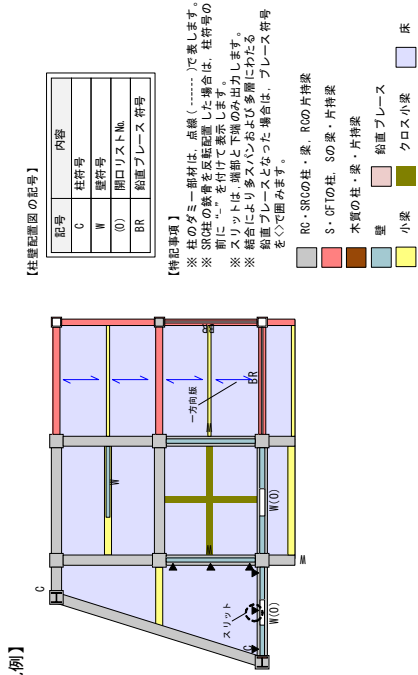 例】
【柱壁配置図の記号】
記号 内容
C 柱符号
W 壁符号
(O) 開口リストNo.
BR 鉛直ブレース符号
【特記事項】
※ 柱のダミー部材は、点線（------）で表します。
※ SRC柱の鉄骨を反転配置した場合は、柱符号の
前に "-" を付けて表示します。
※ スリットは、端部と下端のみ出力します。
※ 結合により多スパンおよび多層にわたる
鉛直ブレースとなった場合は、ブレース符号
を<>で囲みます。
RC・SRCの柱・梁、RCの片持梁
S・CFTの柱、Sの梁・片持梁
木質の柱・梁・片持梁
壁
鉛直ブレース
小梁
クロス小梁
床
C
W
一方向版
BR
BR
W
W
W(O)
W
スリット
C
W(O)